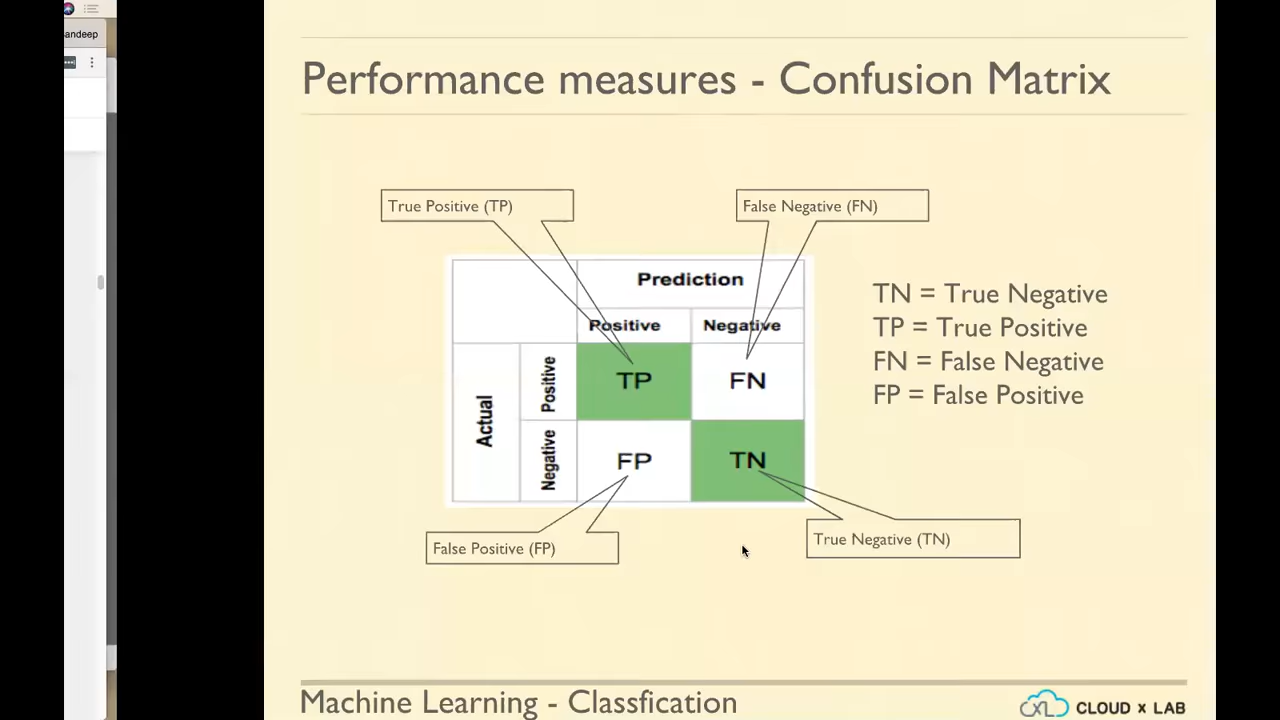 andeep
Performance measures - Confusion Matrix
True Positive (TP)
False Negative (FN)
Prediction
Positive Negative
Actual
Positive
TP FN
Negative
FP TN
TN = True Negative
TP = True Positive
FN = False Negative
FP = False Positive
False Positive (FP)
True Negative (TN)
Machine Learning - Classfication
CLOUD x LAB